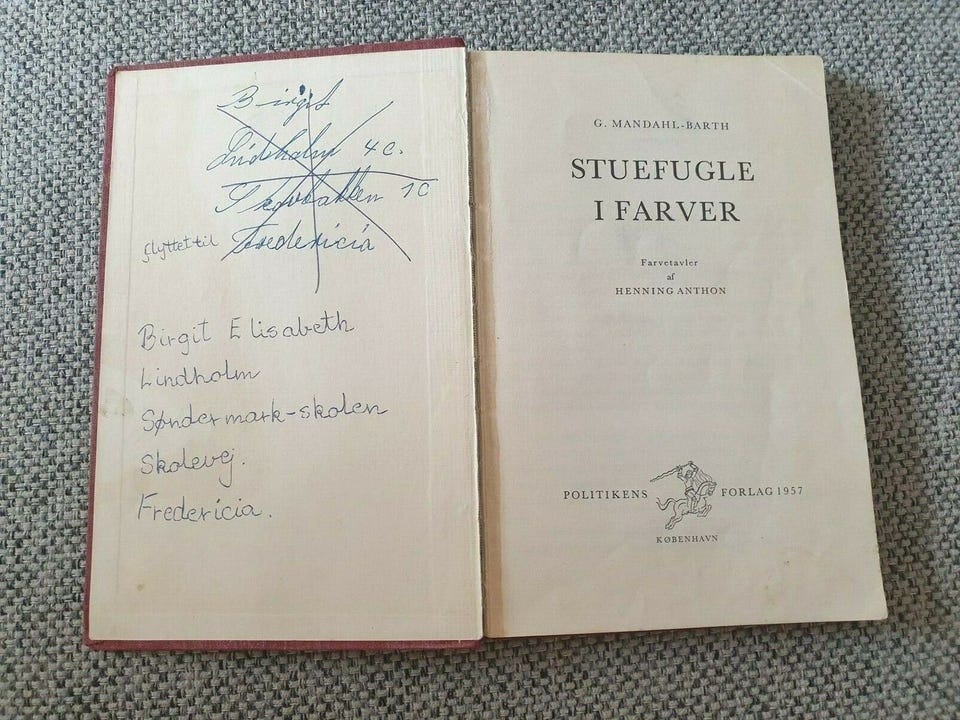 Birgit
Lindholm 4c.
Skovbakken 1C
flyttet til Fredericia
Birgit Elisabeth
Lindholm
Søndermark-skolen
Skolevej.
Fredericia.
G. MANDAHL-BARTH
STUEFUGLE
I FARVER
Farvetavler
af
HENNING ANTHON
POLITIKENS FORLAG 1957
KØBENHAVN